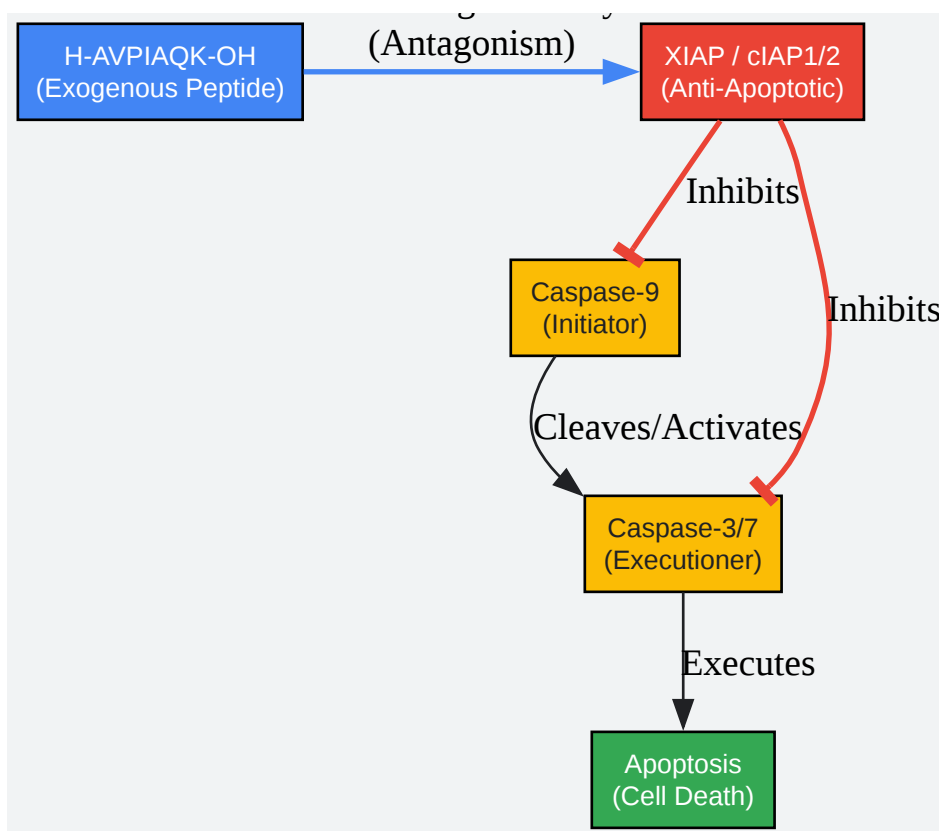 (Antagonism)
H-AVPIAQK-OH
(Exogenous Peptide)
XIAP / cIAP1/2
(Anti-Apoptotic)
Inhibits
Caspase-9
(Initiator)
Inhibits
Cleaves/Activates
Caspase-3/7
(Executioner)
Executes
Apoptosis
(Cell Death)